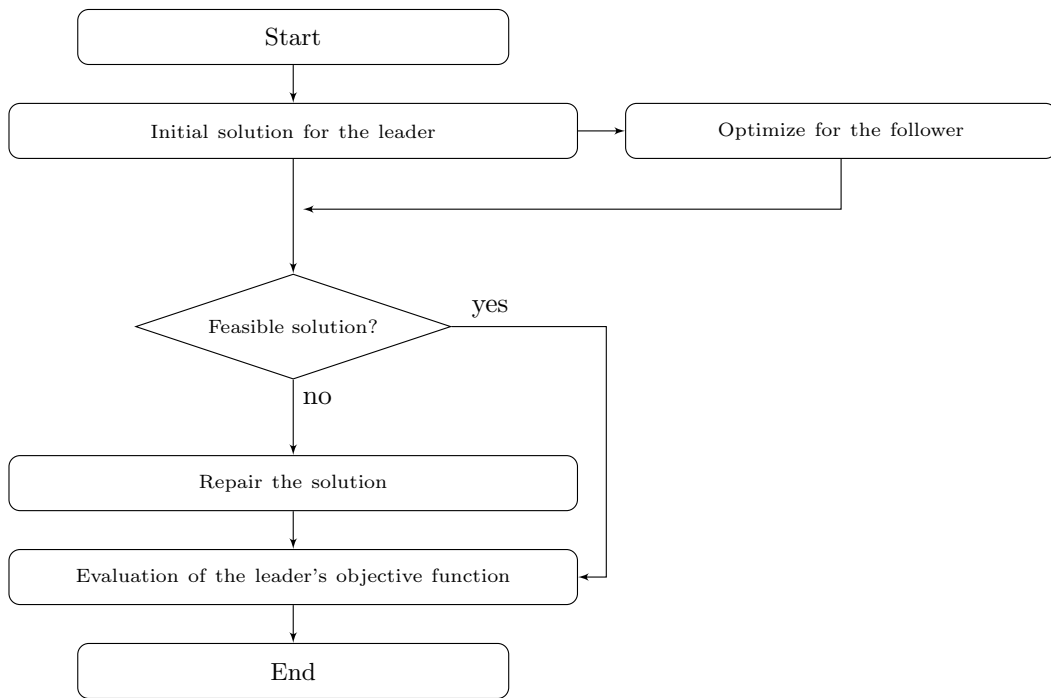 Start
Initial solution for the leader
Optimize for the follower
yes
Feasible solution?
no
Repair the solution
Evaluation of the leader's objective function
End